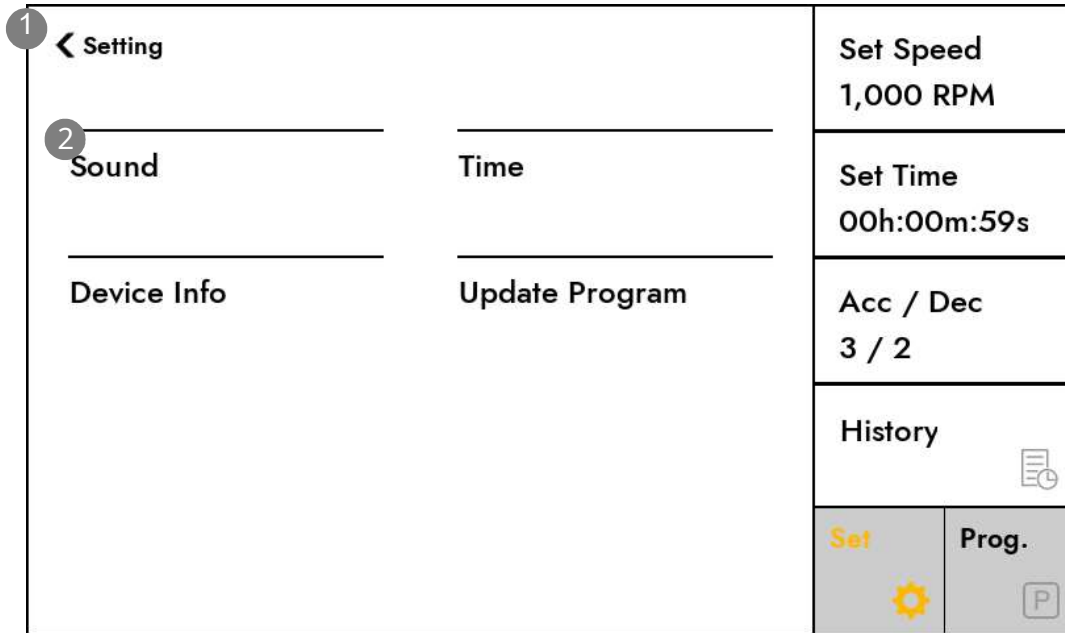 1
Setting
2
Sound
Time
Device Info
Update Program
Set Speed
1,000 RPM
Set Time
00h:00m:59s
Acc / Dec
3 / 2
History
Set
Prog.
P